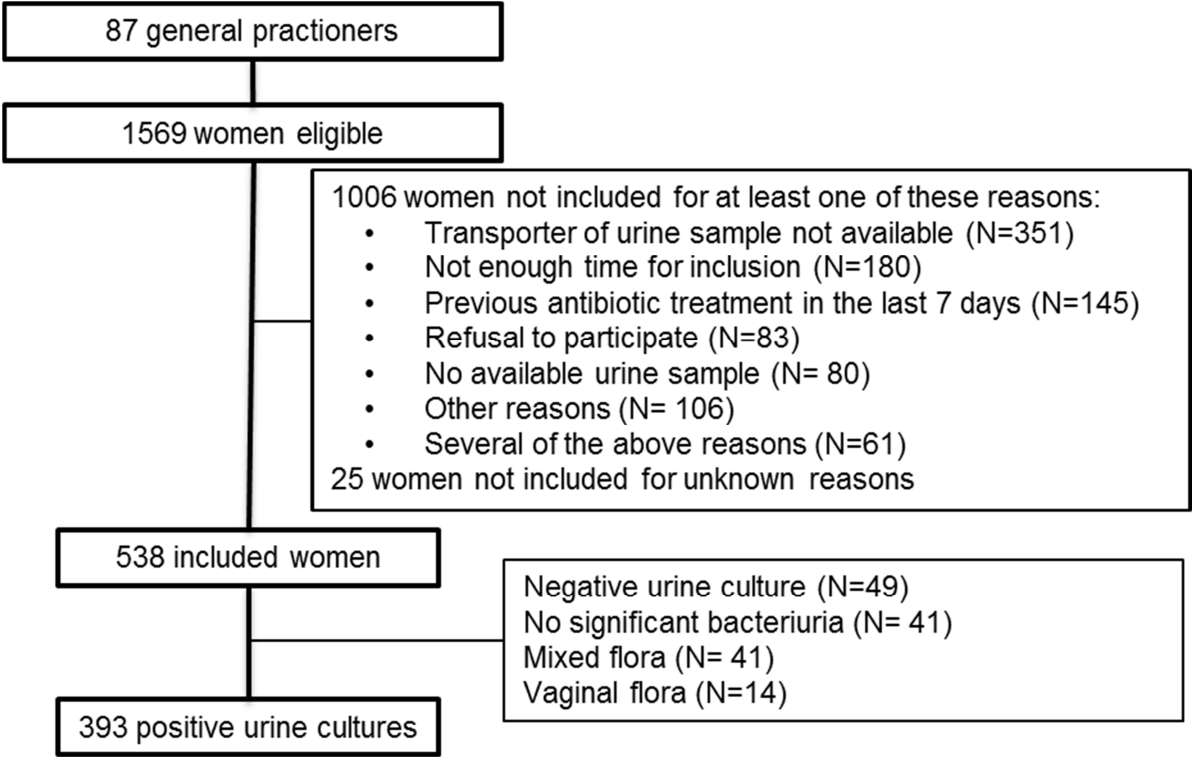 87 general practioners
1569 women eligible
1006 women not included for at least one of these reasons:
• Transporter of urine sample not available (N=351)
• Not enough time for inclusion (N=180)
• Previous antibiotic treatment in the last 7 days (N=145)
• Refusal to participate (N=83)
• No available urine sample (N= 80)
• Other reasons (N= 106)
• Several of the above reasons (N=61)
25 women not included for unknown reasons
538 included women
Negative urine culture (N=49)
No significant bacteriuria (N= 41)
Mixed flora (N= 41)
Vaginal flora (N=14)
393 positive urine cultures